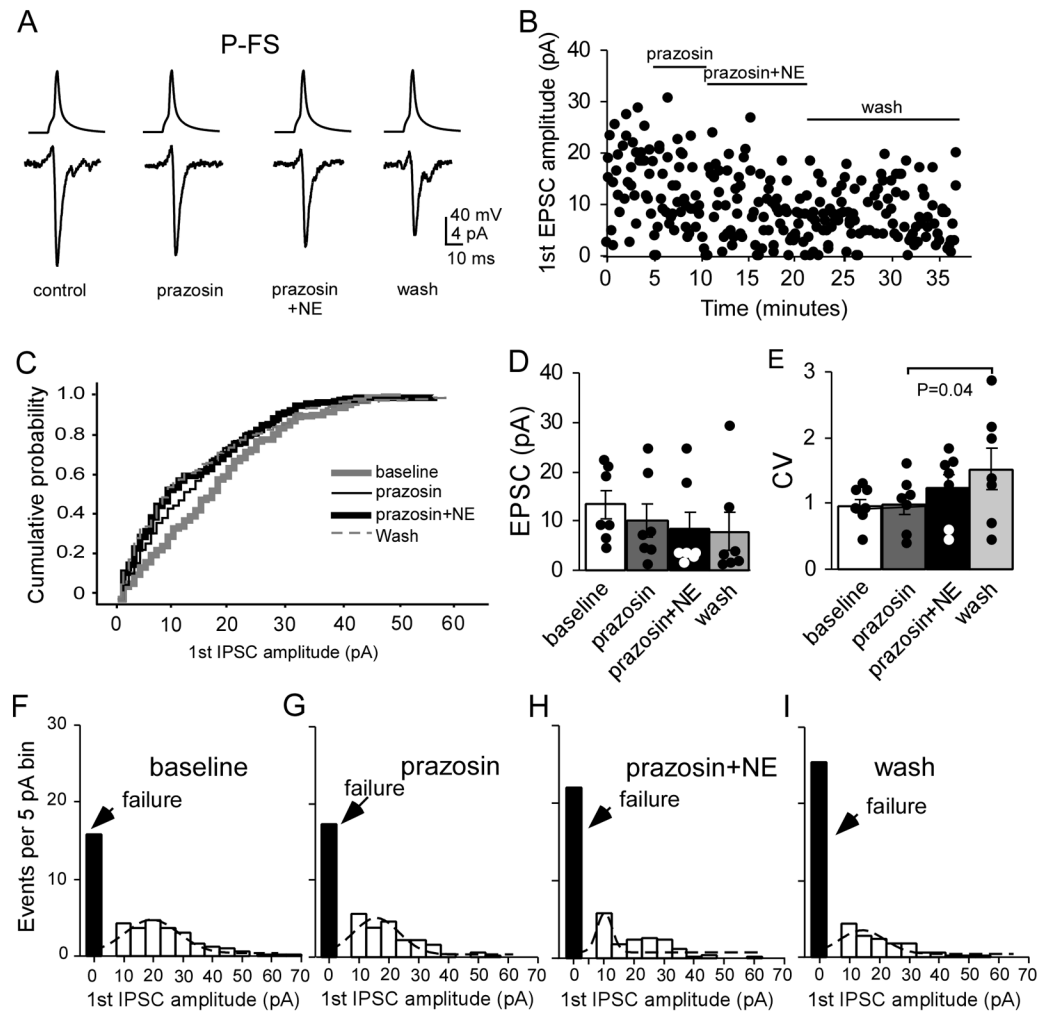 A
P-FS
control
prazosin
prazosin
+NE
wash
40 mV
4 pA
10 ms
B
1st EPSC amplitude (pA)
40
30
20
10
0
prazosin
prazosin+NE
wash
0 5 10 15 20 25 30 35
Time (minutes)
C
Cumulative probability
1.0
0.8
0.6
0.4
0.2
0
baseline
prazosin
prazosin+NE
Wash
0 10 20 30 40 50 60
1st IPSC amplitude (pA)
D
EPSC (pA)
40
30
20
10
0
baseline
prazosin
prazosin+NE
wash
E
CV
3
2
1
0
P=0.04
baseline
prazosin
prazosin+NE
wash
F
Events per 5 pA bin
30
20
10
0
baseline
failure
0 10 20 30 40 50 60 70
1st IPSC amplitude (pA)
G
prazosin
failure
0 10 20 30 40 50 60 70
1st IPSC amplitude (pA)
H
prazosin+NE
failure
0 10 20 30 40 50 60 70
1st IPSC amplitude (pA)
I
wash
failure
0 10 20 30 40 50 60 70
1st IPSC amplitude (pA)